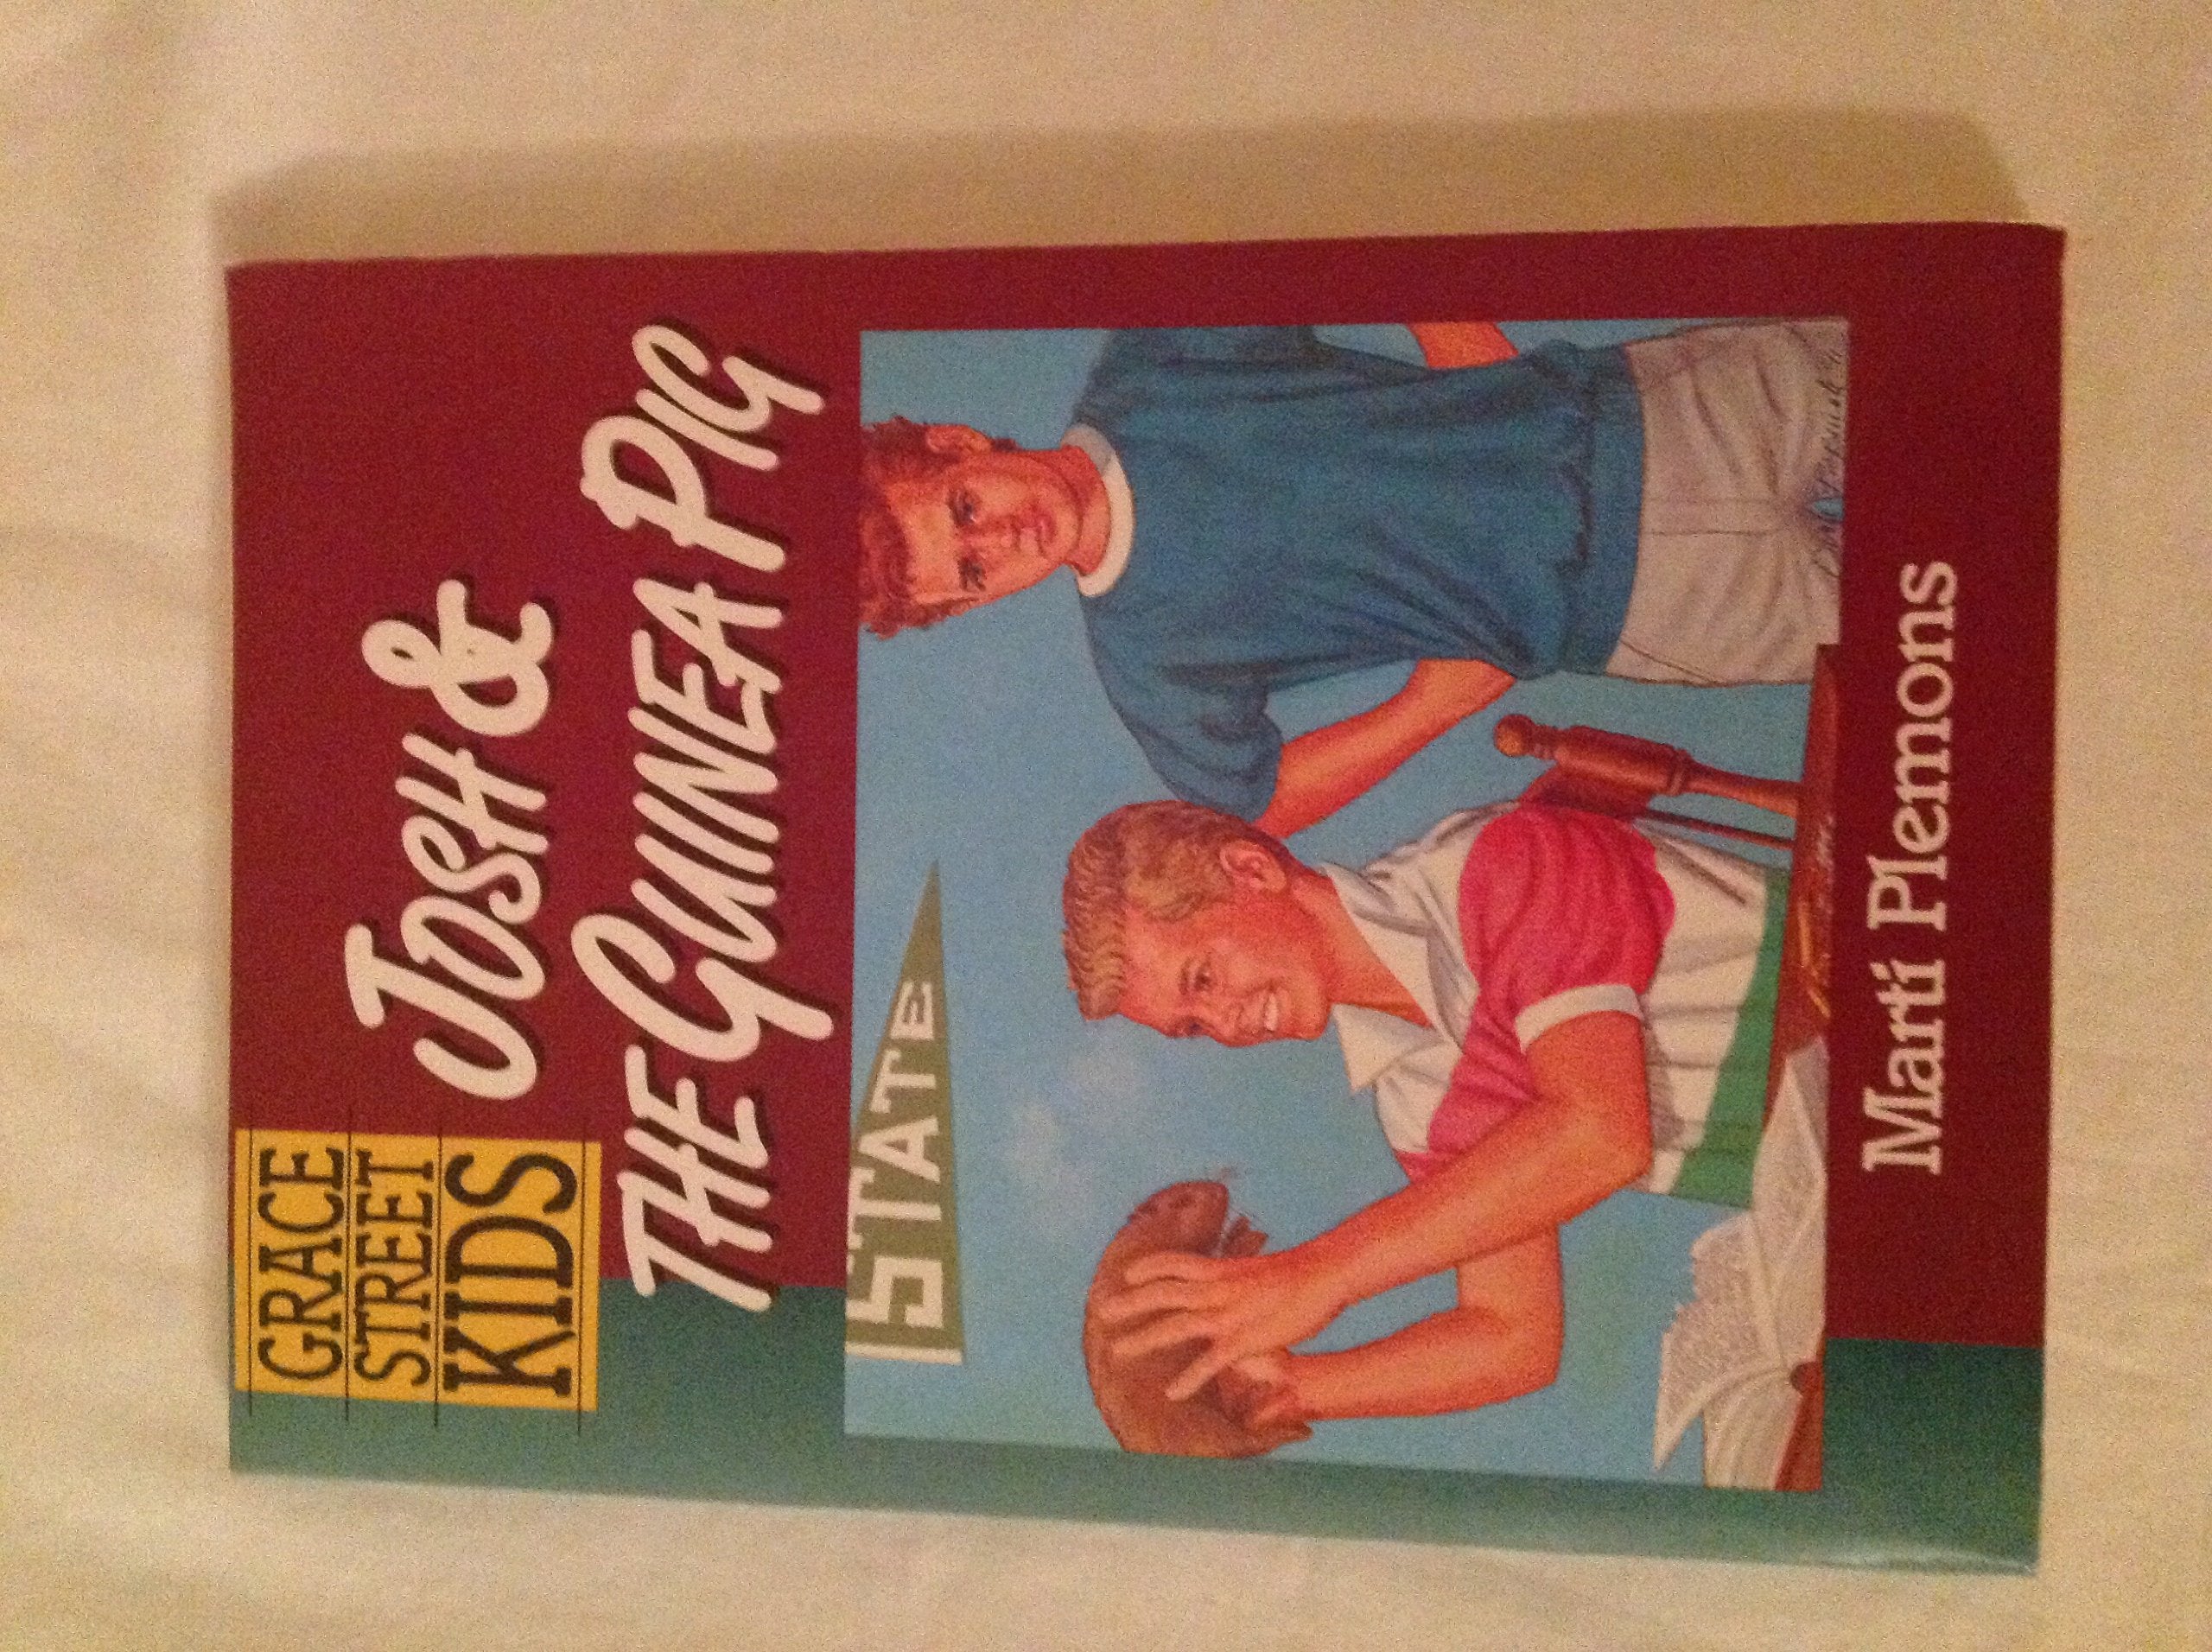 GRACE
STREET
KIDS
JOSH &
THE GUINEA PIG
STATE
Marti Plemons